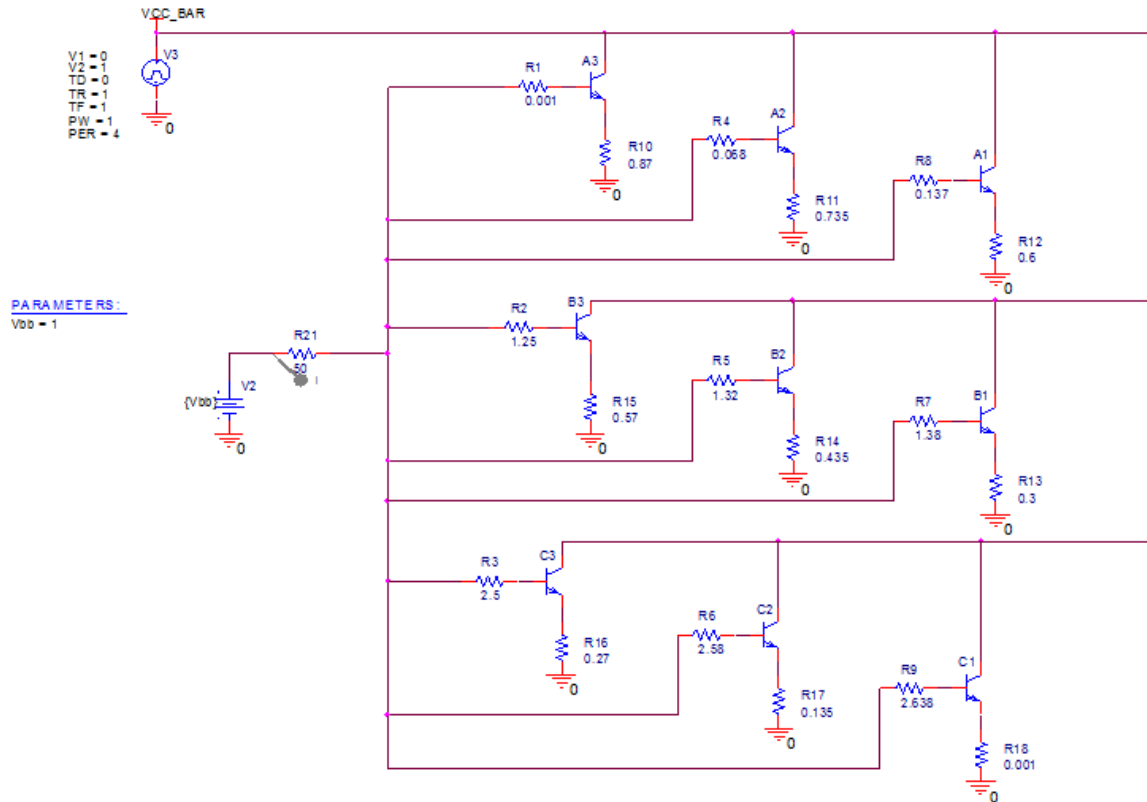 VCC_BAR
V3
V1 = 0
V2 = 1
TD = 0
TR = 1
TF = 1
PW = 1
PER = 4
0
R1
0.001
A3
R10
0.87
0
R4
0.068
A2
R11
0.735
0
R8
0.137
A1
R12
0.6
0
PARAMETERS:
Vbb = 1
R21
50
I
V2
{Vbb}
0
R2
1.25
B3
R15
0.57
0
R5
1.32
B2
R14
0.435
0
R7
1.38
B1
R13
0.3
0
R3
2.5
C3
R16
0.27
0
R6
2.58
C2
R17
0.135
0
R9
2.638
C1
R18
0.001
0